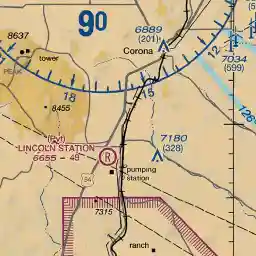 90
6889
(201)
Corona
12
7034
(599)
8637
tower
PEAK
18
15
8455
126°
(Pvt)
LINCOLN STATION
6655 - 49
R
7180
(328)
pumping
station
54
7315
ranch